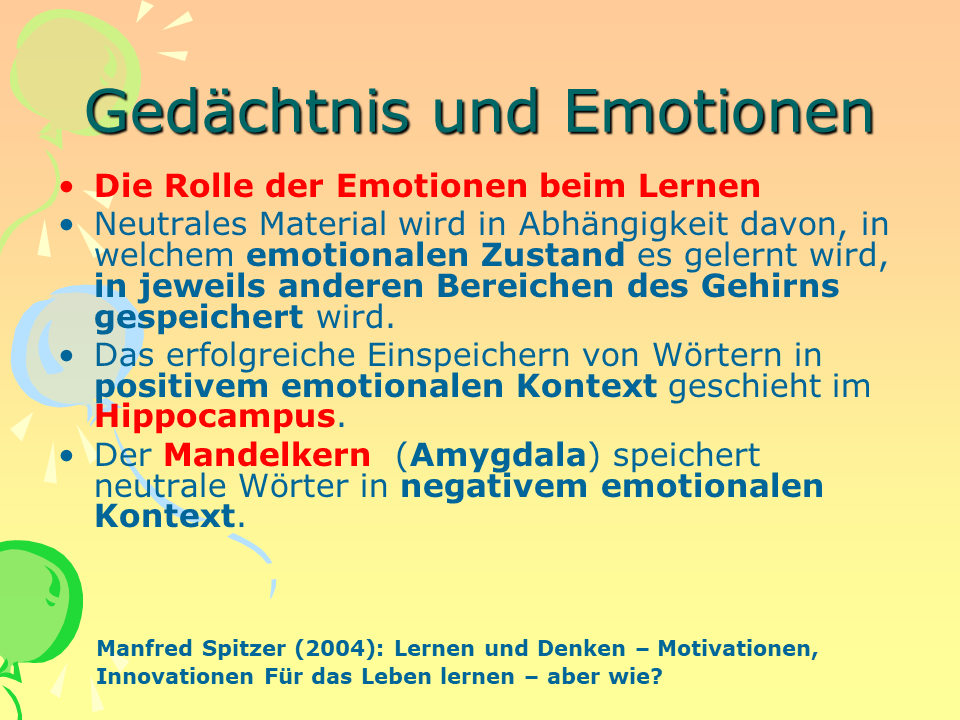 Gedächtnis und Emotionen
• Die Rolle der Emotionen beim Lernen
• Neutrales Material wird in Abhängigkeit davon, in
welchem emotionalen Zustand es gelernt wird,
in jeweils anderen Bereichen des Gehirns
gespeichert wird.
• Das erfolgreiche Einspeichern von Wörtern in
positivem emotionalen Kontext geschieht im
Hippocampus.
• Der Mandelkern (Amygdala) speichert
neutrale Wörter in negativem emotionalen
Kontext.
Manfred Spitzer (2004): Lernen und Denken – Motivationen,
Innovationen Für das Leben lernen – aber wie?